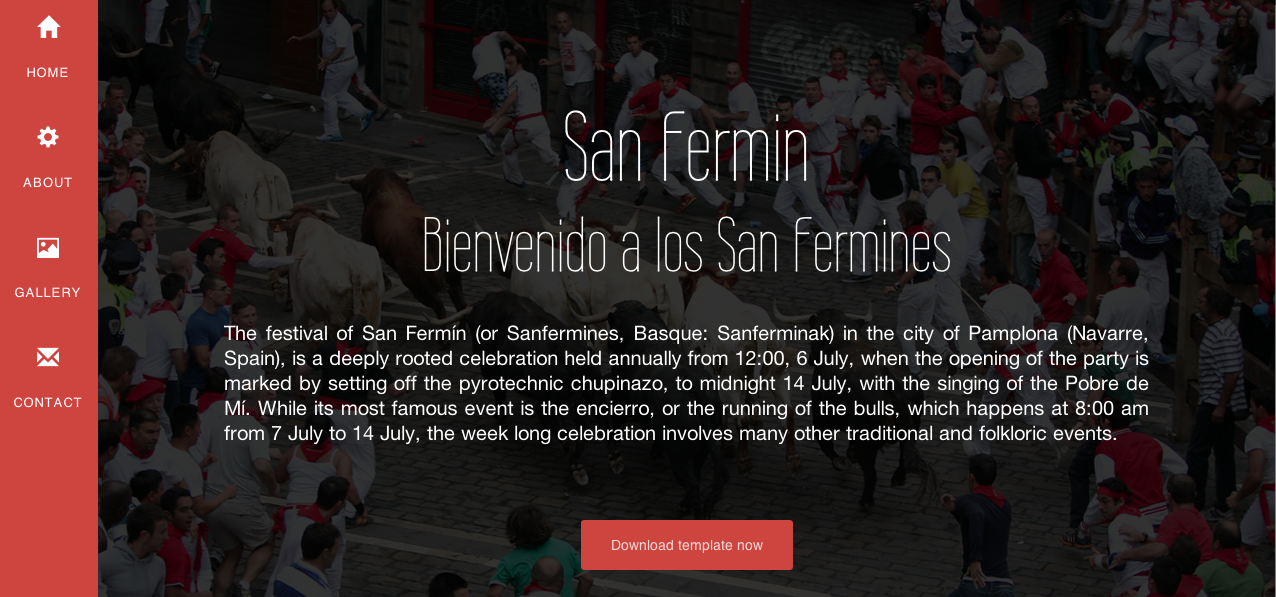 HOME
ABOUT
GALLERY
CONTACT
San Fermin
Bienvenido a los San Fermines
The festival of San Fermín (or Sanfermines, Basque: Sanferminak) in the city of Pamplona (Navarre,
Spain), is a deeply rooted celebration held annually from 12:00, 6 July, when the opening of the party is
marked by setting off the pyrotechnic chupinazo, to midnight 14 July, with the singing of the Pobre de
Mí. While its most famous event is the encierro, or the running of the bulls, which happens at 8:00 am
from 7 July to 14 July, the week long celebration involves many other traditional and folkloric events.
Download template now